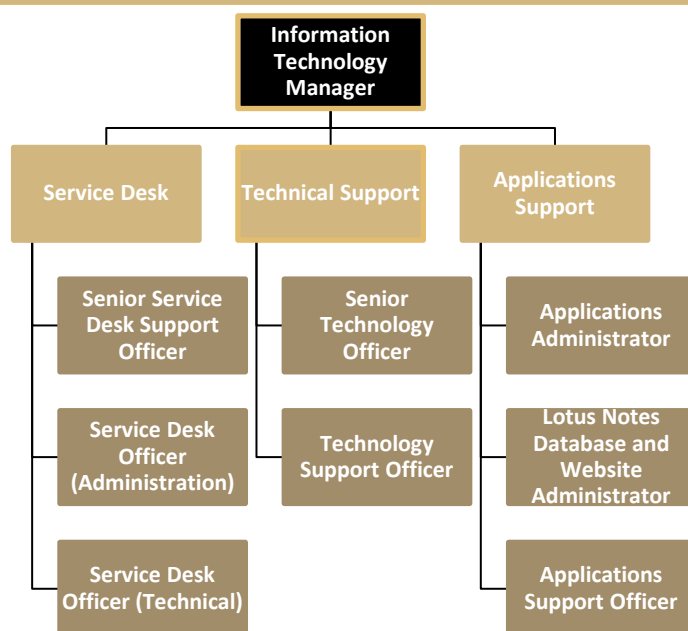 Information
Technology
Manager
Service Desk
Technical Support
Applications
Support
Senior Service
Desk Support
Officer
Service Desk
Officer
(Administration)
Service Desk
Officer (Technical)
Senior
Technology
Officer
Technology
Support Officer
Applications
Administrator
Lotus Notes
Database and
Website
Administrator
Applications
Support Officer